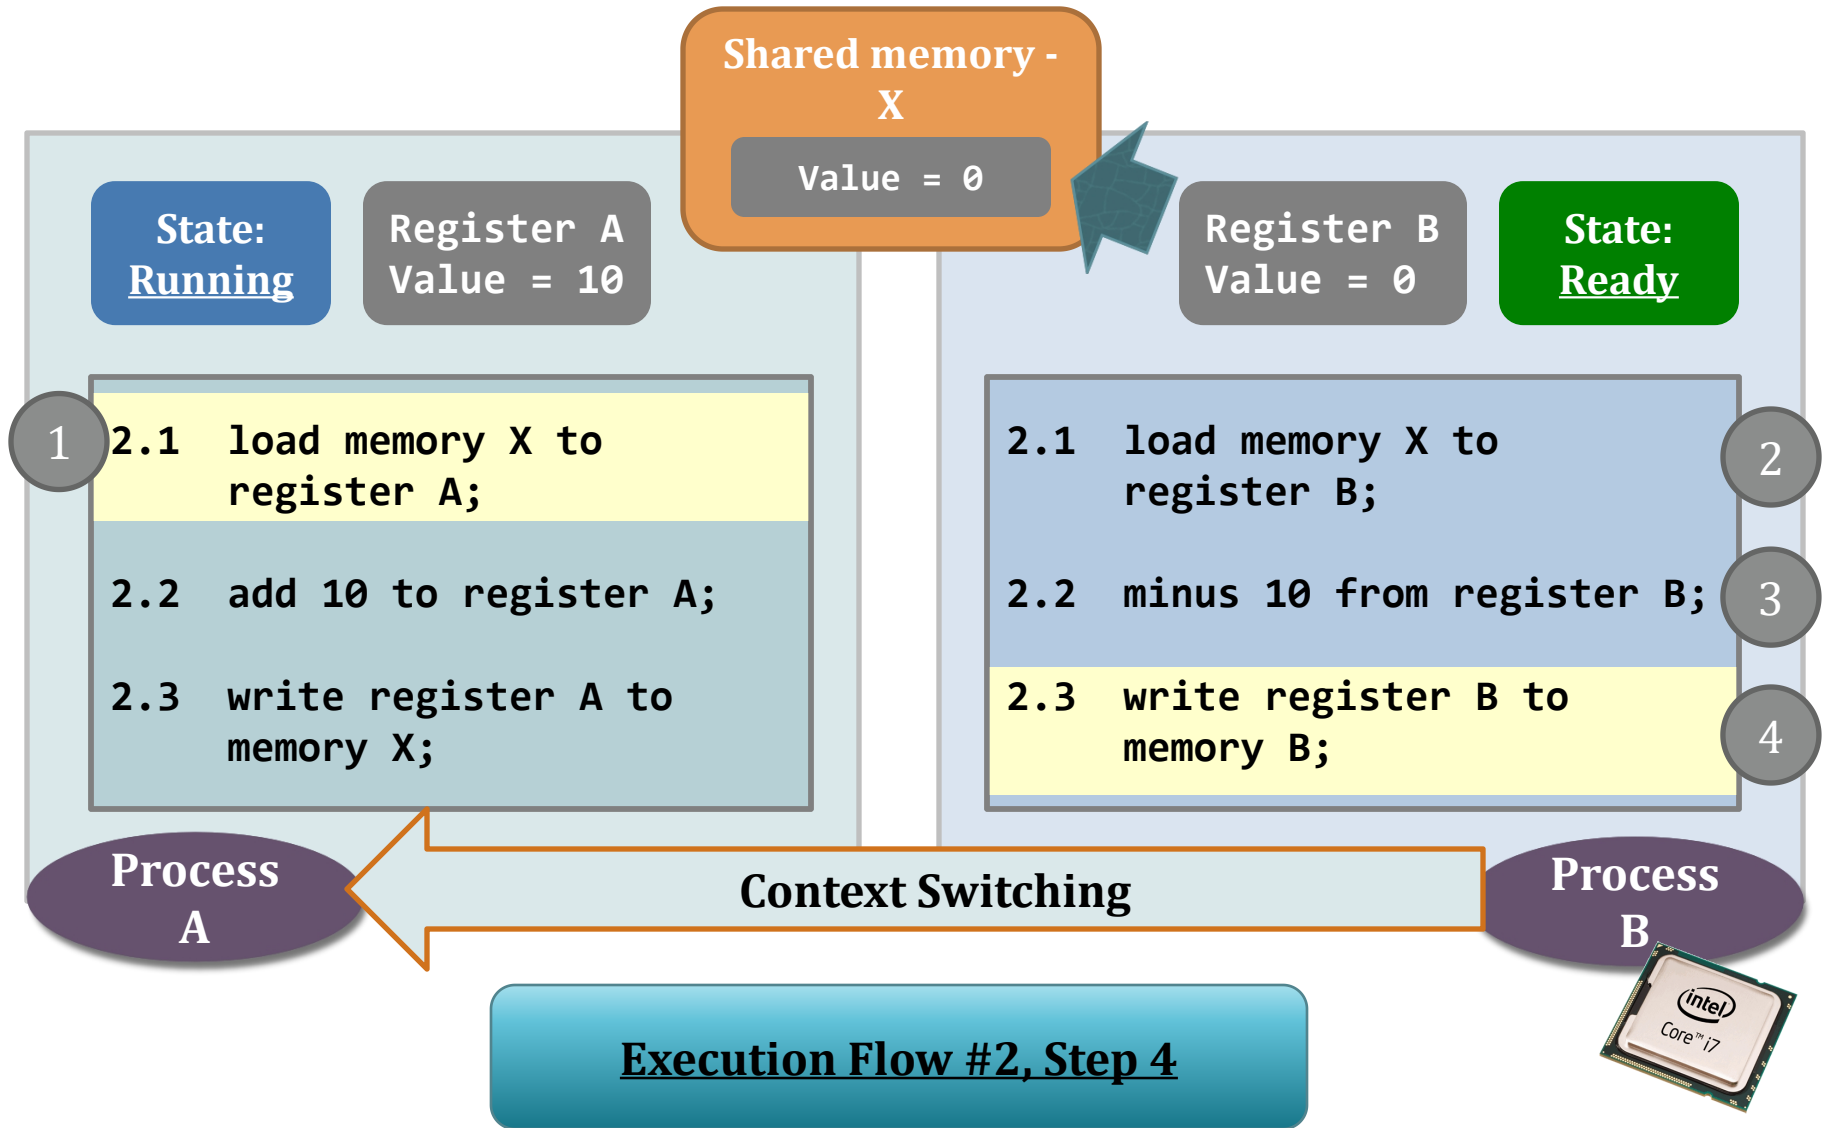 Shared memory -
X
Value = 0
State:
Running
Register A
Value = 10
Register B
Value = 0
State:
Ready
1
2.1 load memory X to
register A;
2.2 add 10 to register A;
2.3 write register A to
memory X;
2.1 load memory X to
register B;
2
2.2 minus 10 from register B;
3
2.3 write register B to
memory B;
4
Process
A
Context Switching
Process
B
intel
Core™ i7
Execution Flow #2, Step 4